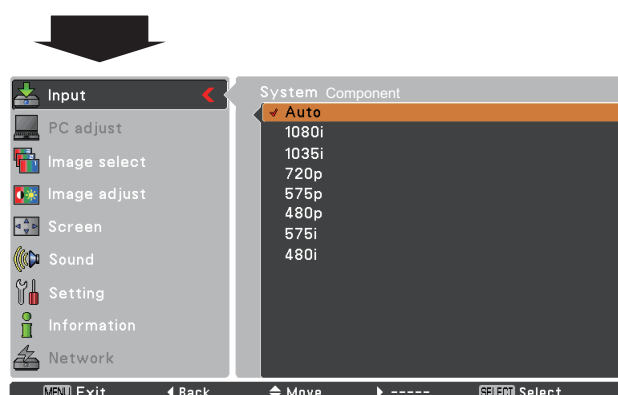 Input
PC adjust
Image select
Image adjust
Screen
Sound
Setting
Information
Network
System Component
Auto
1080i
1035i
720p
575p
480p
575i
480i
MENU Exit Back Move ----- SELECT Select